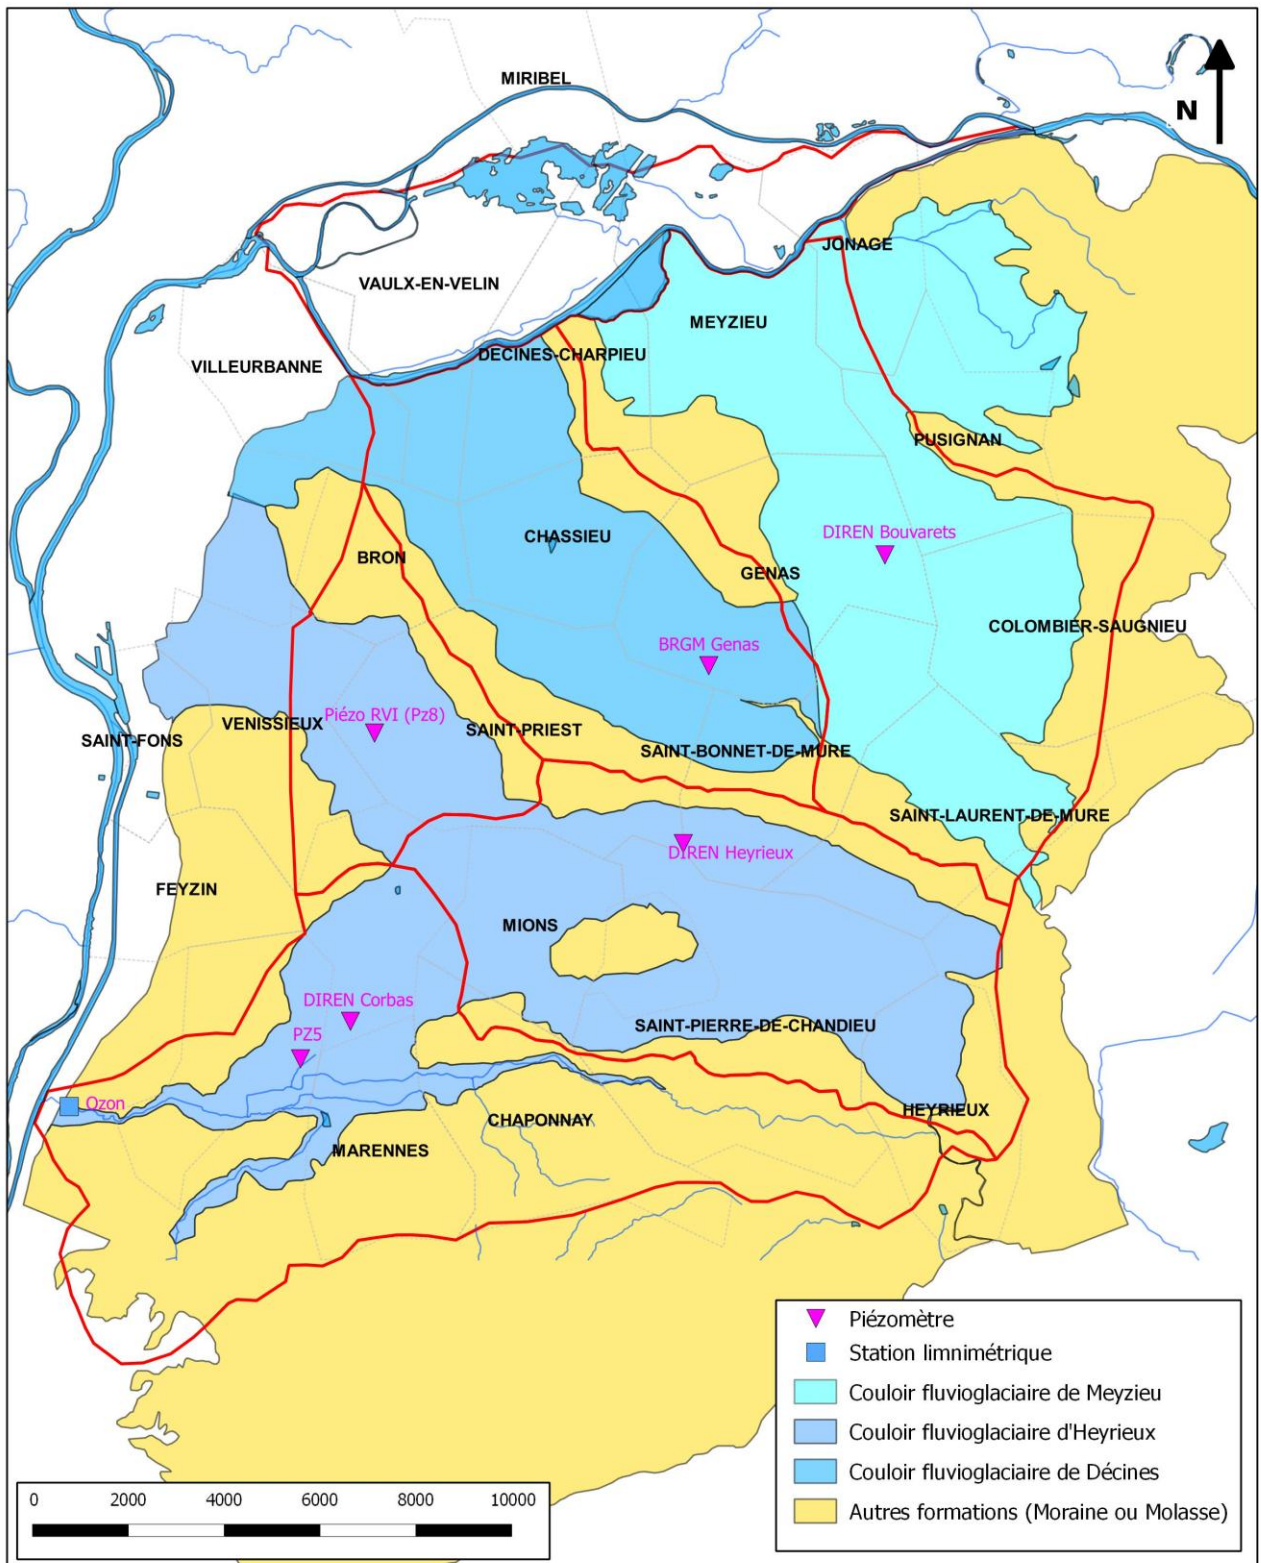 MIRIBEL
N
JONAGE
VAULX-EN-VELIN
MEYZIEU
DECINES-CHARPIEU
VILLEURBANNE
PUSIGNAN
DIREN Bouvarets
CHASSIEU
BRON
GENAS
COLOMBIER-SAUGNIEU
BRGM Genas
Piézo RVI (Pz8)
VENISSIEUX
SAINT-PRIEST
SAINT-FONS
SAINT-BONNET-DE-MURE
SAINT-LAURENT-DE-MURE
DIREN Heyrieux
FEYZIN
MIONS
DIREN Corbas
SAINT-PIERRE-DE-CHANDIEU
PZ5
Ozon
HEYRIEUX
CHAPONNAY
MARENNES
Piézomètre
Station limnimétrique
Couloir fluvioglaciaire de Meyzieu
Couloir fluvioglaciaire d'Heyrieux
Couloir fluvioglaciaire de Décines
Autres formations (Moraine ou Molasse)
0 2000 4000 6000 8000 10000